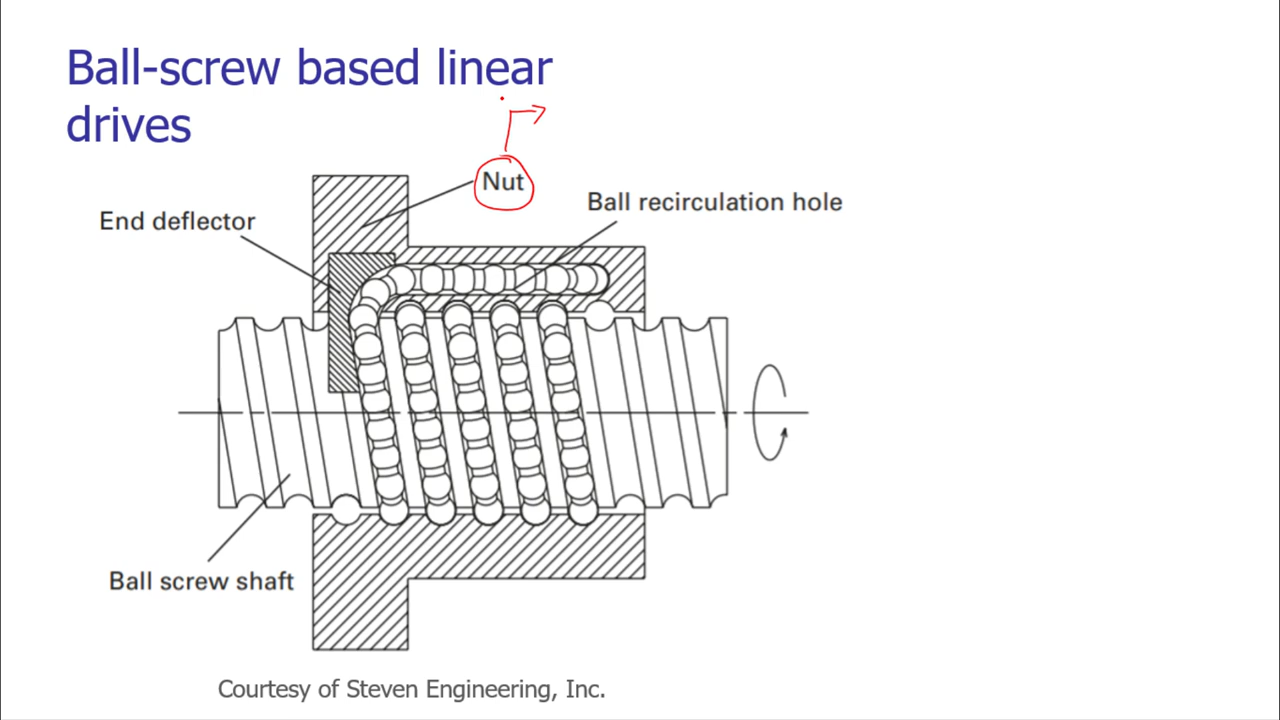 Ball-screw based linear
drives
Nut
Ball recirculation hole
End deflector
Ball screw shaft
Courtesy of Steven Engineering, Inc.